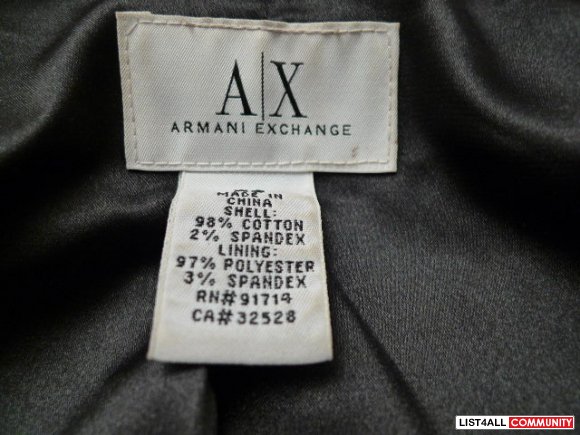 A|X
ARMANI EXCHANGE
MADE IN
CHINA
SHELL:
98% COTTON
2% SPANDEX
LINING:
97% POLYESTER
3% SPANDEX
RN#91714
CA#32528
LIST4ALL COMMUNITY